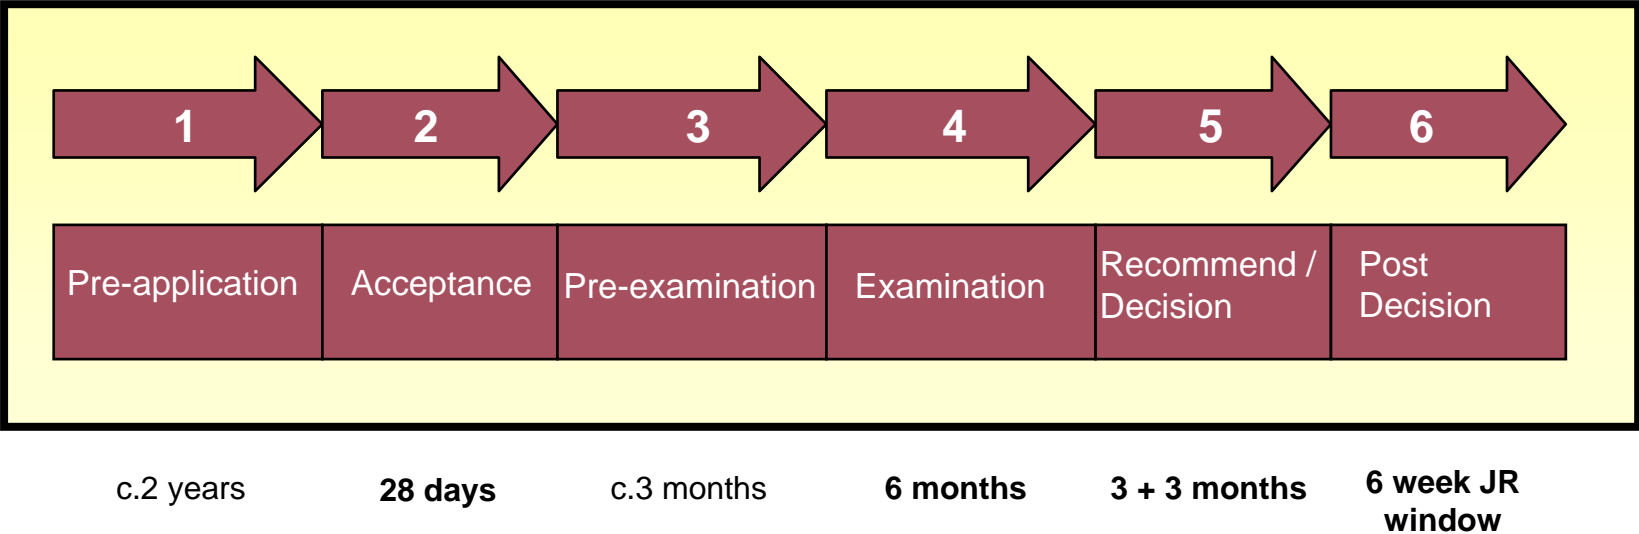 1 2 3 4 5 6
Pre-application
Acceptance
Pre-examination
Examination
Recommend /
Decision
Post
Decision
c.2 years
28 days
c.3 months
6 months
3 + 3 months
6 week JR
window